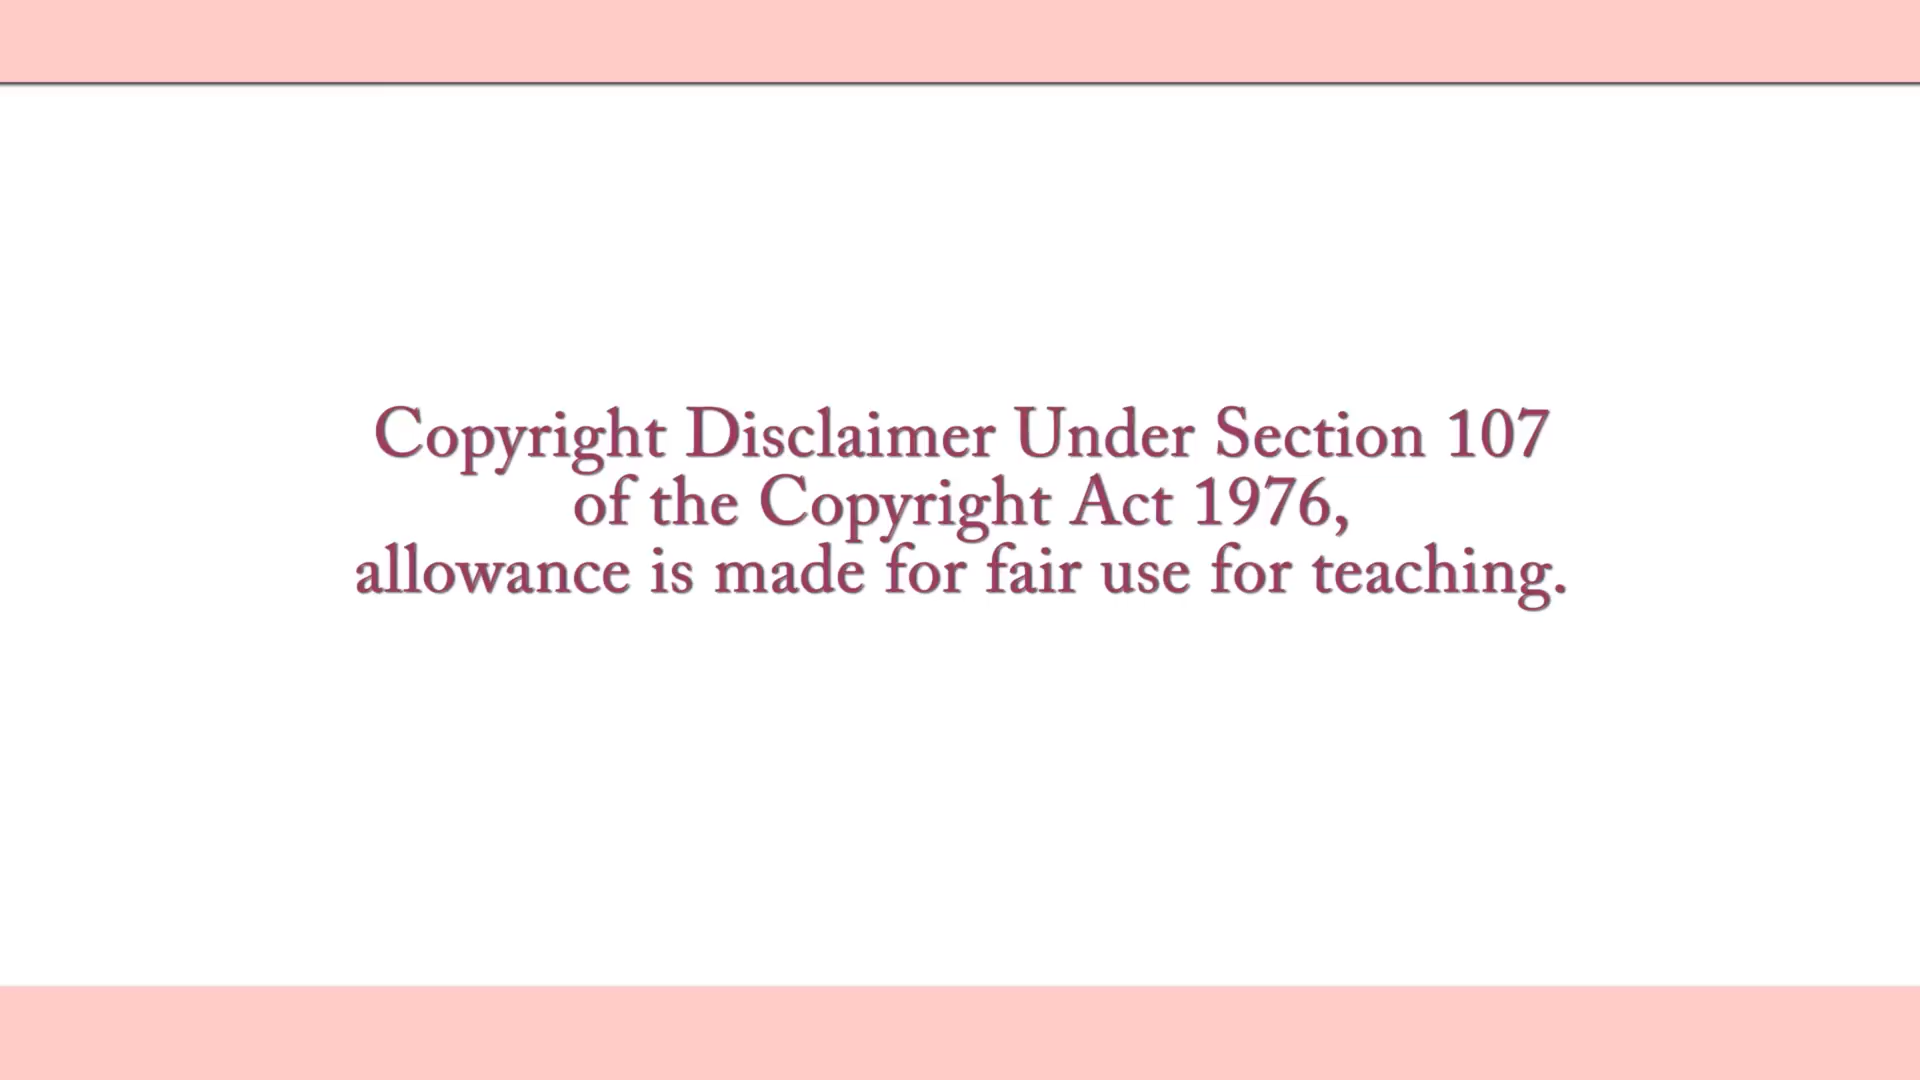 Copyright Disclaimer Under Section 107
of the Copyright Act 1976,
allowance is made for fair use for teaching.